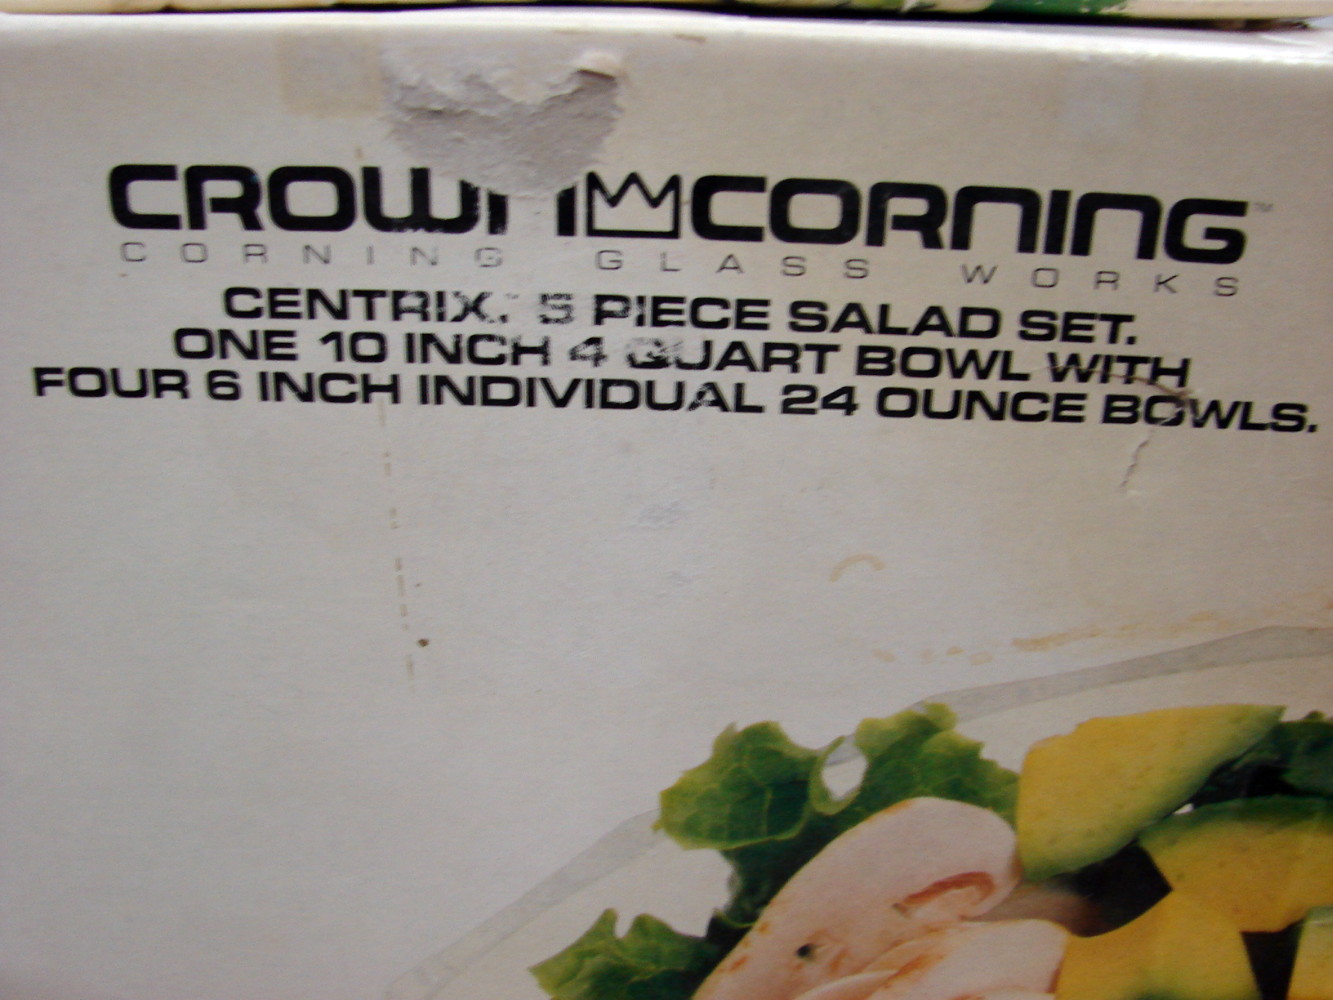 CROWN CORNING™
CORNING GLASS WORKS
CENTRIX. 5 PIECE SALAD SET.
ONE 10 INCH 4 QUART BOWL WITH
FOUR 6 INCH INDIVIDUAL 24 OUNCE BOWLS.